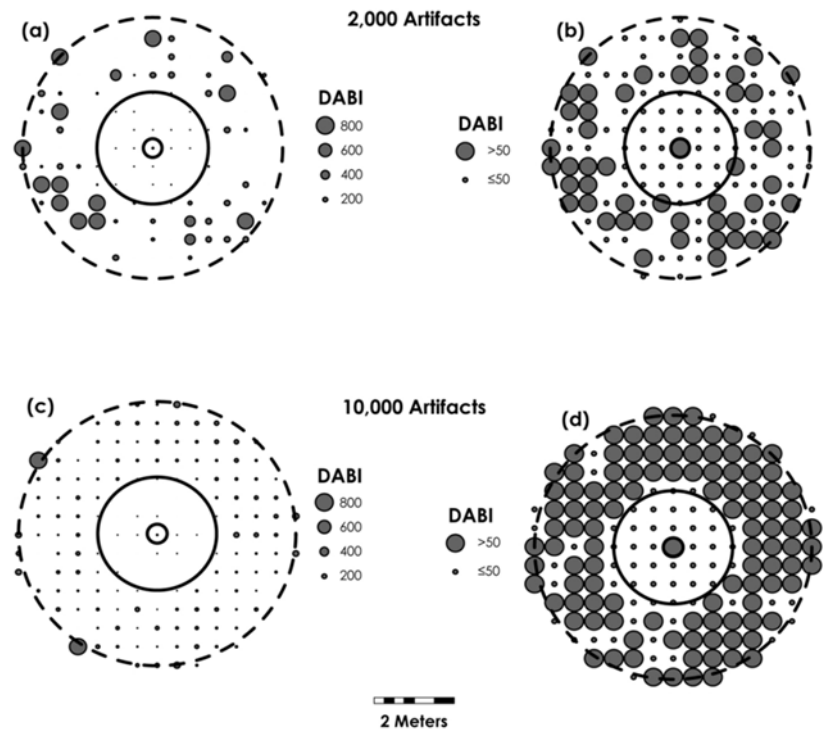 (a)
2,000 Artifacts
(b)
DABI
800
600
400
200
DABI
>50
≤50
(c)
10,000 Artifacts
(d)
DABI
800
600
400
200
DABI
>50
≤50
2 Meters